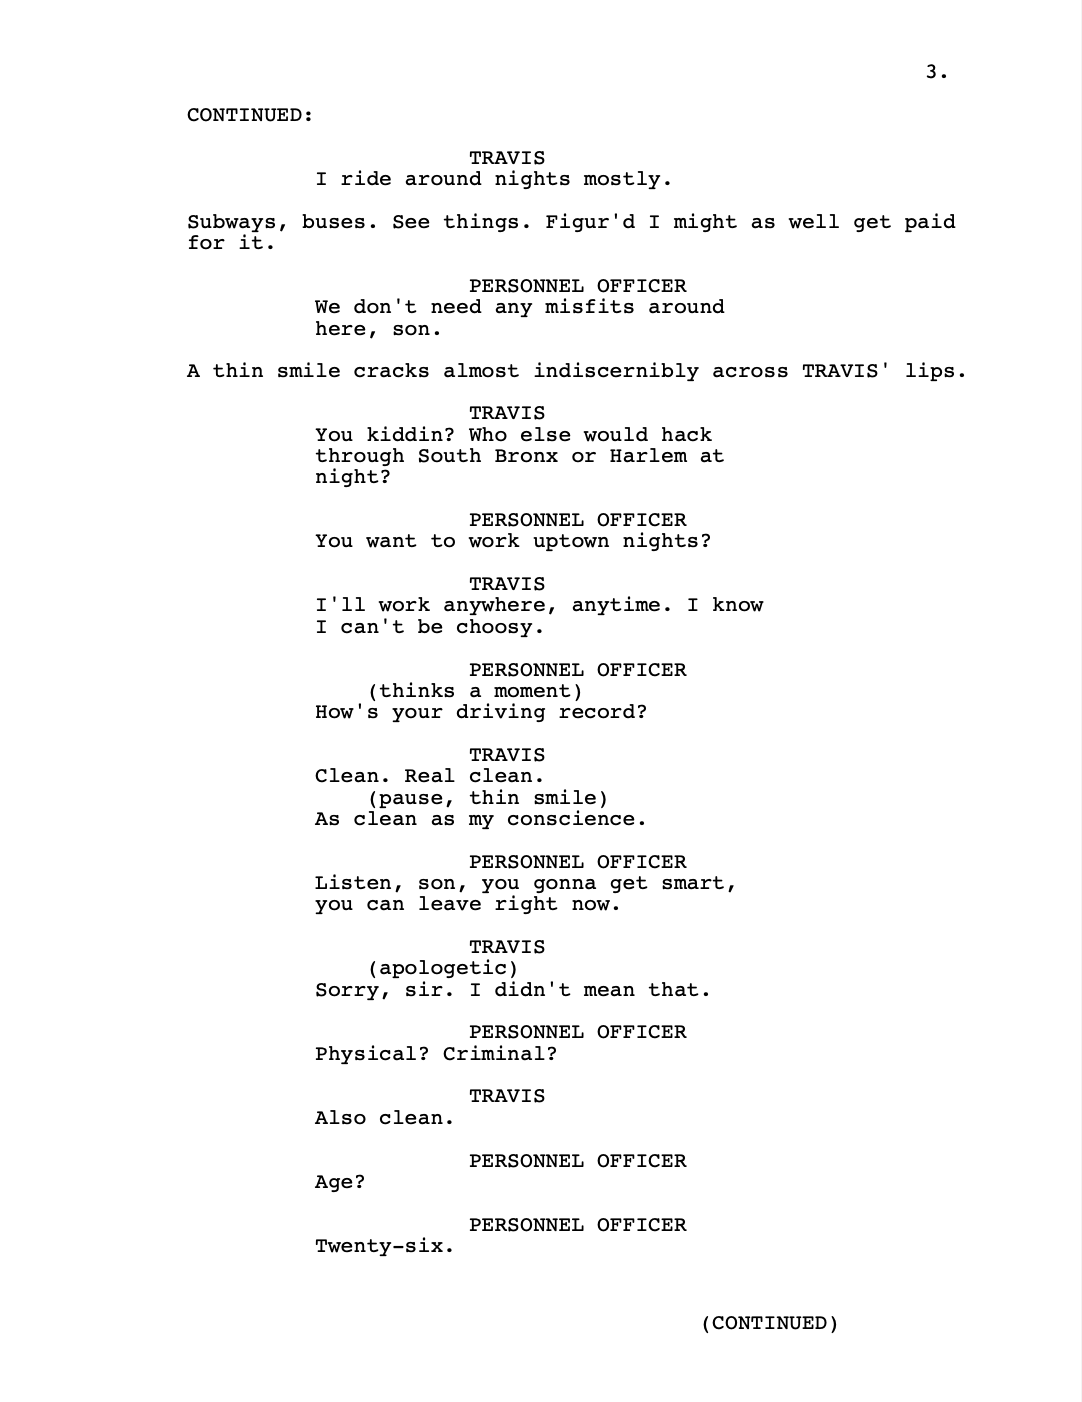 3.
CONTINUED:
TRAVIS
I ride around nights mostly.
Subways, buses. See things. Figur'd I might as well get paid
for it.
PERSONNEL OFFICER
We don't need any misfits around
here, son.
A thin smile cracks almost indiscernibly across TRAVIS' lips.
TRAVIS
You kiddin? Who else would hack
through South Bronx or Harlem at
night?
PERSONNEL OFFICER
You want to work uptown nights?
TRAVIS
I'll work anywhere, anytime. I know
I can't be choosy.
PERSONNEL OFFICER
(thinks a moment)
How's your driving record?
TRAVIS
Clean. Real clean.
(pause, thin smile)
As clean as my conscience.
PERSONNEL OFFICER
Listen, son, you gonna get smart,
you can leave right now.
TRAVIS
(apologetic)
Sorry, sir. I didn't mean that.
PERSONNEL OFFICER
Physical? Criminal?
TRAVIS
Also clean.
PERSONNEL OFFICER
Age?
PERSONNEL OFFICER
Twenty-six.
(CONTINUED)